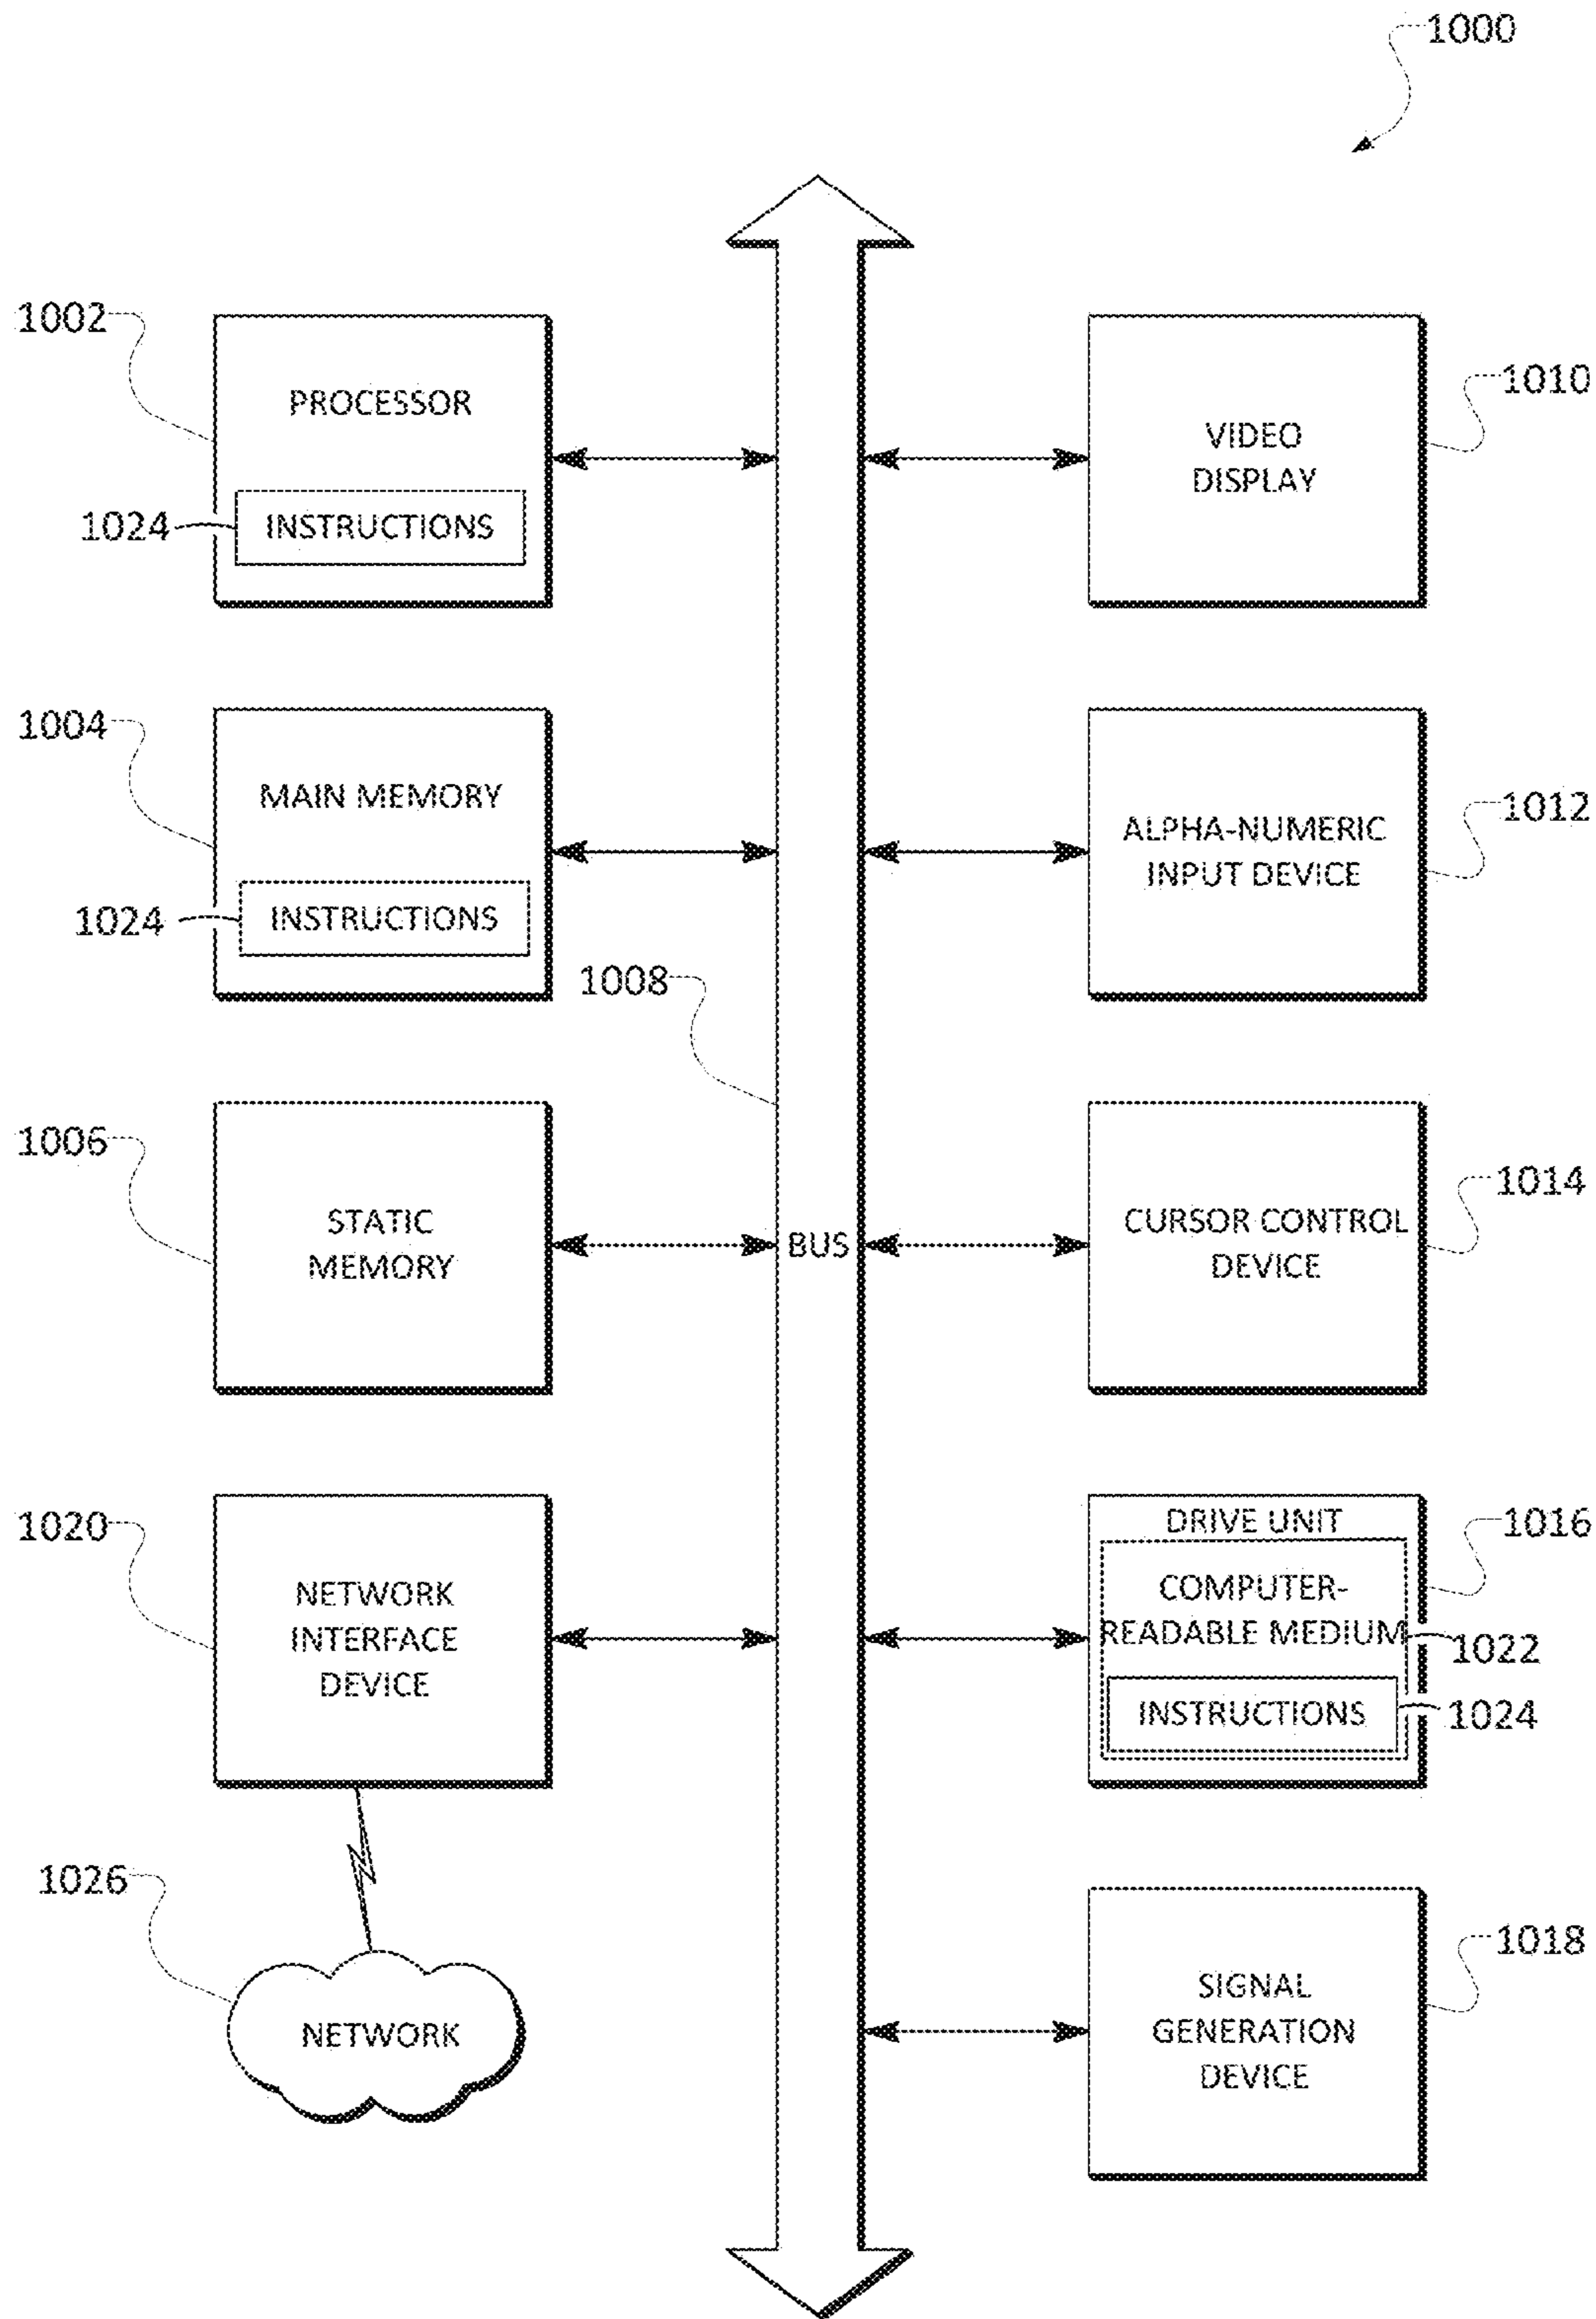 1000
1002
PROCESSOR
1024
INSTRUCTIONS
1010
VIDEO
DISPLAY
1004
MAIN MEMORY
1024
INSTRUCTIONS
1008
1012
ALPHA-NUMERIC
INPUT DEVICE
1006
STATIC
MEMORY
BUS
1014
CURSOR CONTROL
DEVICE
1020
NETWORK
INTERFACE
DEVICE
DRIVE UNIT
1016
COMPUTER-
READABLE MEDIUM
1022
INSTRUCTIONS
1024
1026
NETWORK
1018
SIGNAL
GENERATION
DEVICE